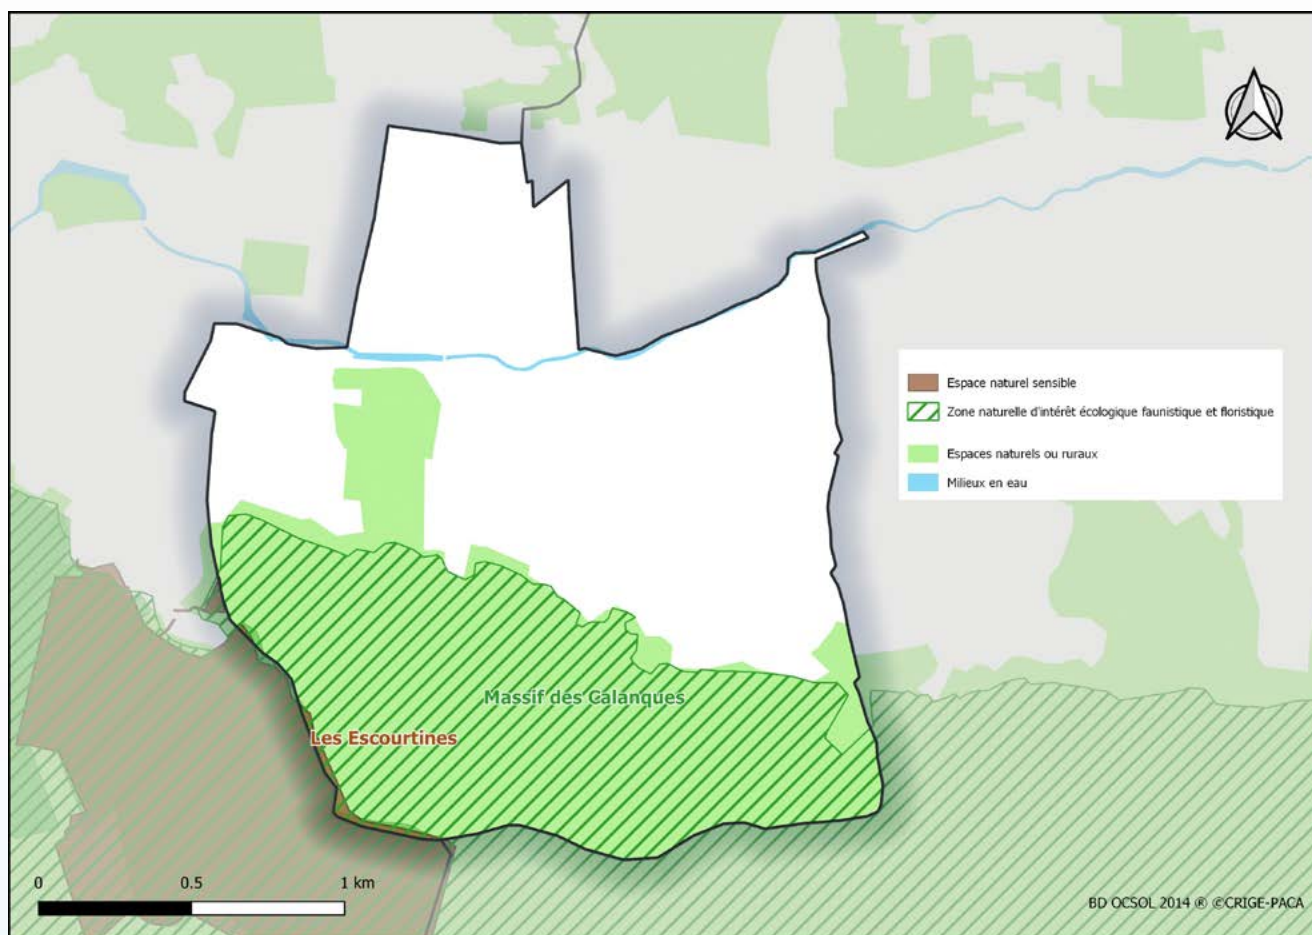 Espace naturel sensible
Zone naturelle d'intérêt écologique faunistique et floristique
Espaces naturels ou ruraux
Milieux en eau
Massif des Calanques
Les Escourtines
0 0.5 1 km
BD OCSOL 2014 ® ©CRIGE-PACA